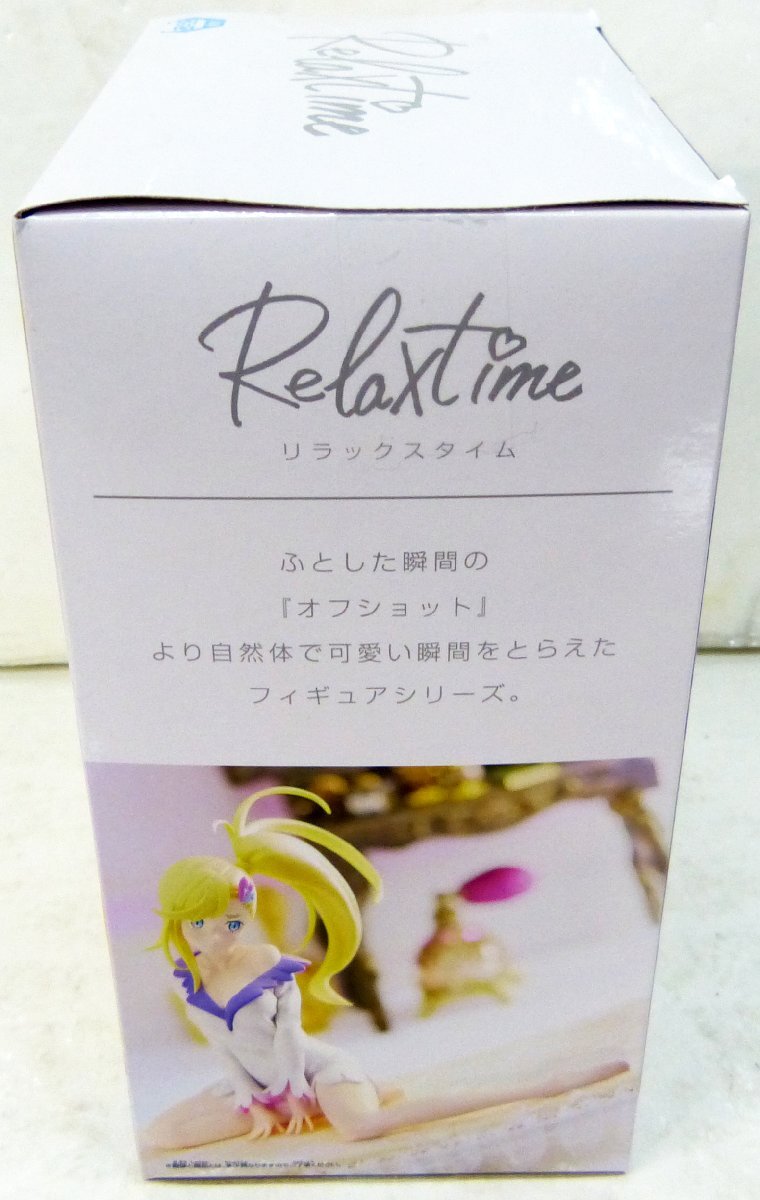 Relaxtime
Relaxtime
リラックスタイム
ふとした瞬間の
『オフショット』
より自然体で可愛い瞬間をとらえた
フィギュアシリーズ。